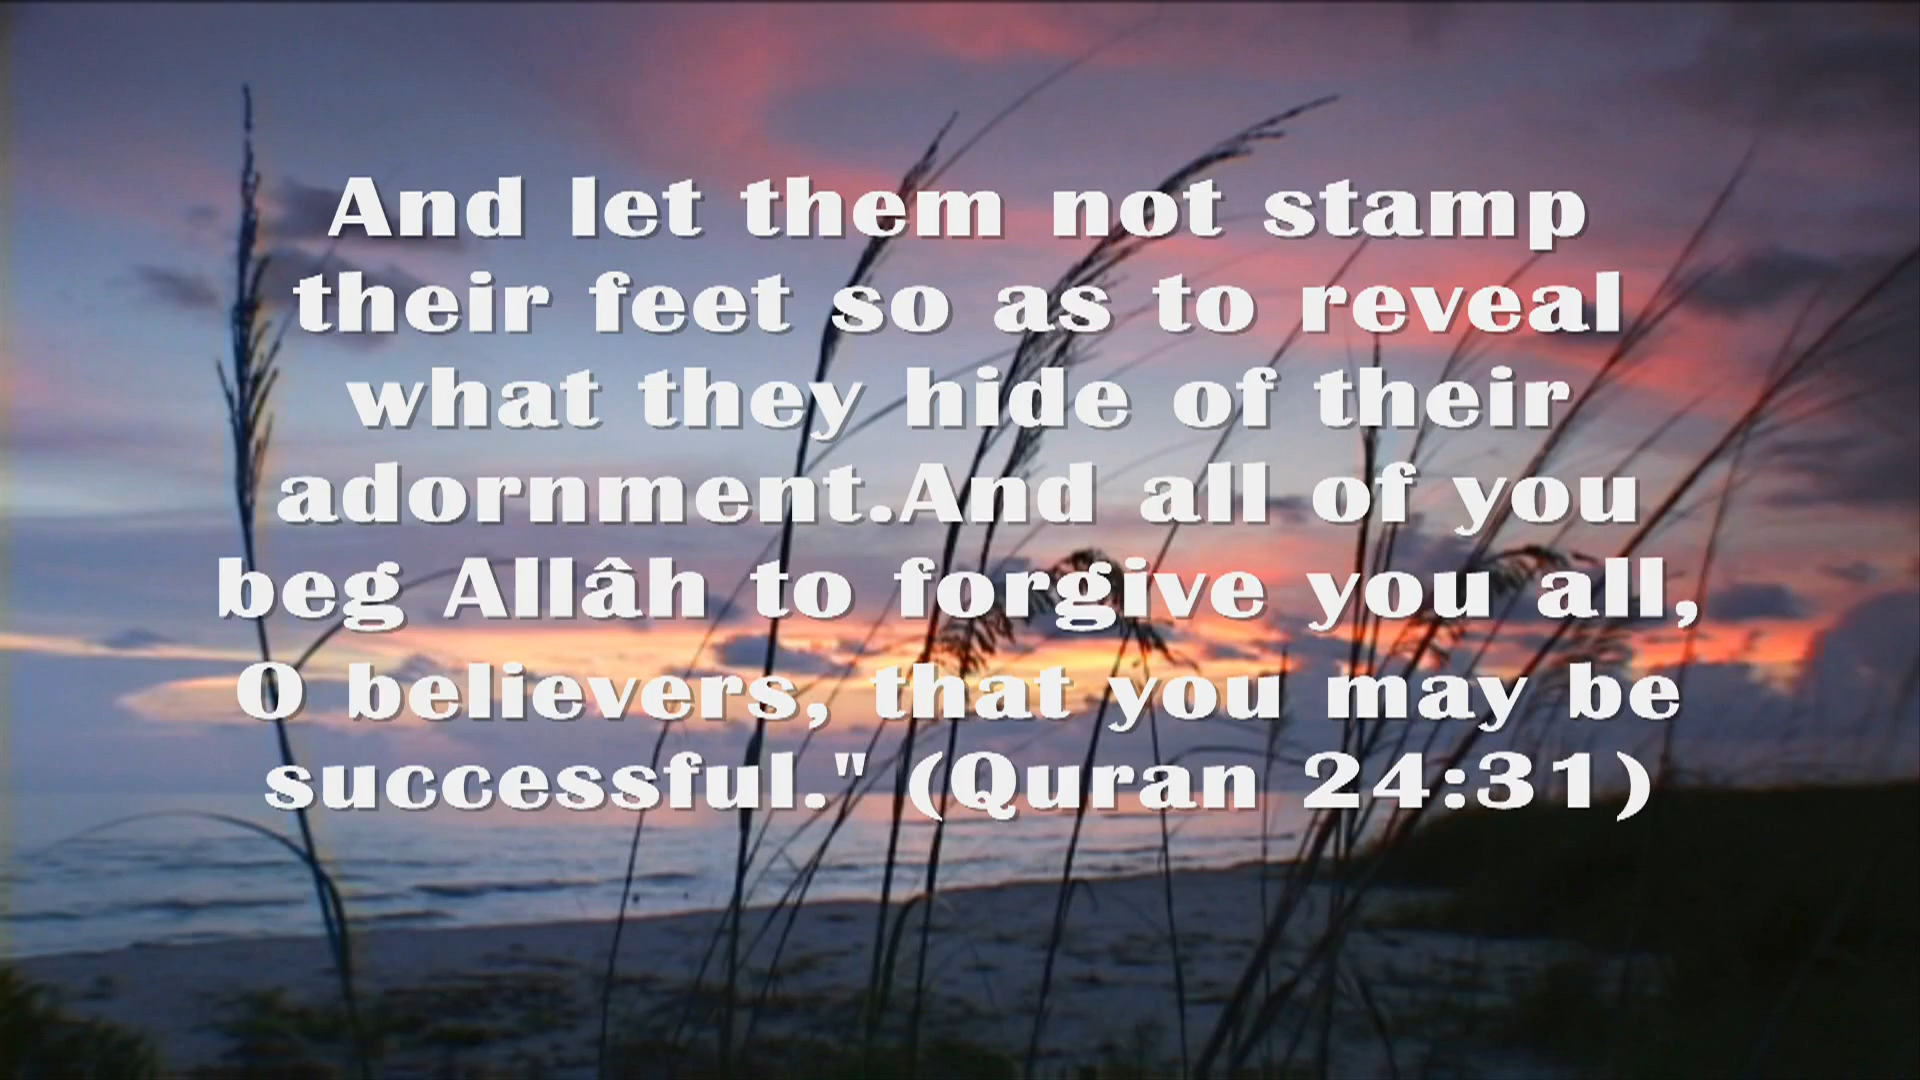 And let them not stamp
their feet so as to reveal
what they hide of their
adornment.And all of you
beg Allâh to forgive you all,
O believers, that you may be
successful." (Quran 24:31)